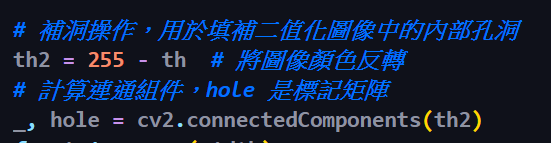 # 補洞操作，用於填補二值化圖像中的內部孔洞
th2 = 255 - th  # 將圖像顏色反轉
# 計算連通組件，hole 是標記矩陣
_, hole = cv2.connectedComponents(th2)